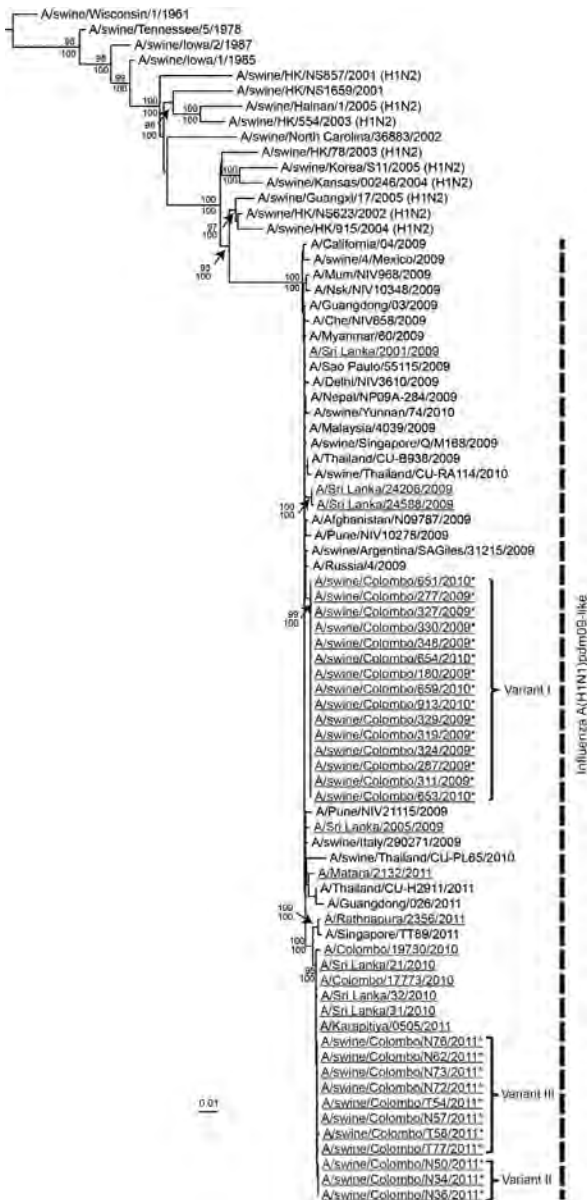 A/swine/Wisconsin/1/1961
A/swine/Tennessee/5/1978
A/swine/Iowa/2/1987
A/swine/Iowa/1/1985
A/swine/HK/NS857/2001 (H1N2)
A/swine/HK/NS1659/2001
A/swine/Hainan/1/2005 (H1N2)
A/swine/HK/554/2003 (H1N2)
A/swine/North Carolina/36883/2002
A/swine/HK/78/2003 (H1N2)
A/swine/Korea/S11/2005 (H1N2)
A/swine/Kansas/00246/2004 (H1N2)
A/swine/Guangxi/17/2005 (H1N2)
A/swine/HK/NS623/2002 (H1N2)
A/swine/HK/915/2004 (H1N2)
A/California/04/2009
A/swine/4/Mexico/2009
A/Mum/NIV968/2009
A/Nsk/NIV10348/2009
A/Guangdong/03/2009
A/Che/NIV658/2009
A/Myanmar/60/2009
A/Sri Lanka/2001/2009
A/Sao Paulo/55115/2009
A/Delhi/NIV3610/2009
A/Nepal/NP09A-284/2009
A/swine/Yunnan/74/2010
A/Malaysia/4039/2009
A/swine/Singapore/Q/M168/2009
A/Thailand/CU-B938/2009
A/swine/Thailand/CU-RA114/2010
A/Sri Lanka/24206/2009
A/Sri Lanka/24588/2009
A/Afghanistan/N09767/2009
A/Pune/NIV10278/2009
A/swine/Argentina/SAGiles/31215/2009
A/Russia/4/2009
A/swine/Colombo/651/2010*
A/swine/Colombo/277/2009*
A/swine/Colombo/327/2009*
A/swine/Colombo/330/2009*
A/swine/Colombo/348/2009*
A/swine/Colombo/654/2010*
A/swine/Colombo/180/2009*
A/swine/Colombo/659/2010*
A/swine/Colombo/913/2010*
A/swine/Colombo/329/2009*
A/swine/Colombo/319/2009*
A/swine/Colombo/324/2009*
A/swine/Colombo/287/2009*
A/swine/Colombo/311/2009*
A/swine/Colombo/653/2010*
Variant I
A/Pune/NIV21115/2009
A/Sri Lanka/2005/2009
A/swine/Italy/290271/2009
A/swine/Thailand/CU-PL65/2010
A/Matara/2132/2011
A/Thailand/CU-H2911/2011
A/Guangdong/026/2011
A/Rathnapura/2356/2011
A/Singapore/TT89/2011
A/Colombo/19730/2010
A/Sri Lanka/21/2010
A/Colombo/17773/2010
A/Sri Lanka/32/2010
A/Sri Lanka/31/2010
A/Karapitiya/0505/2011
A/swine/Colombo/N76/2011*
A/swine/Colombo/N62/2011*
A/swine/Colombo/N73/2011*
A/swine/Colombo/N72/2011*
A/swine/Colombo/T54/2011*
A/swine/Colombo/N57/2011*
A/swine/Colombo/T58/2011*
A/swine/Colombo/T77/2011*
Variant III
A/swine/Colombo/N50/2011*
A/swine/Colombo/N34/2011*
A/swine/Colombo/N36/2011*
Variant II
Influenza A(H1N1)pdm09-like
0.01